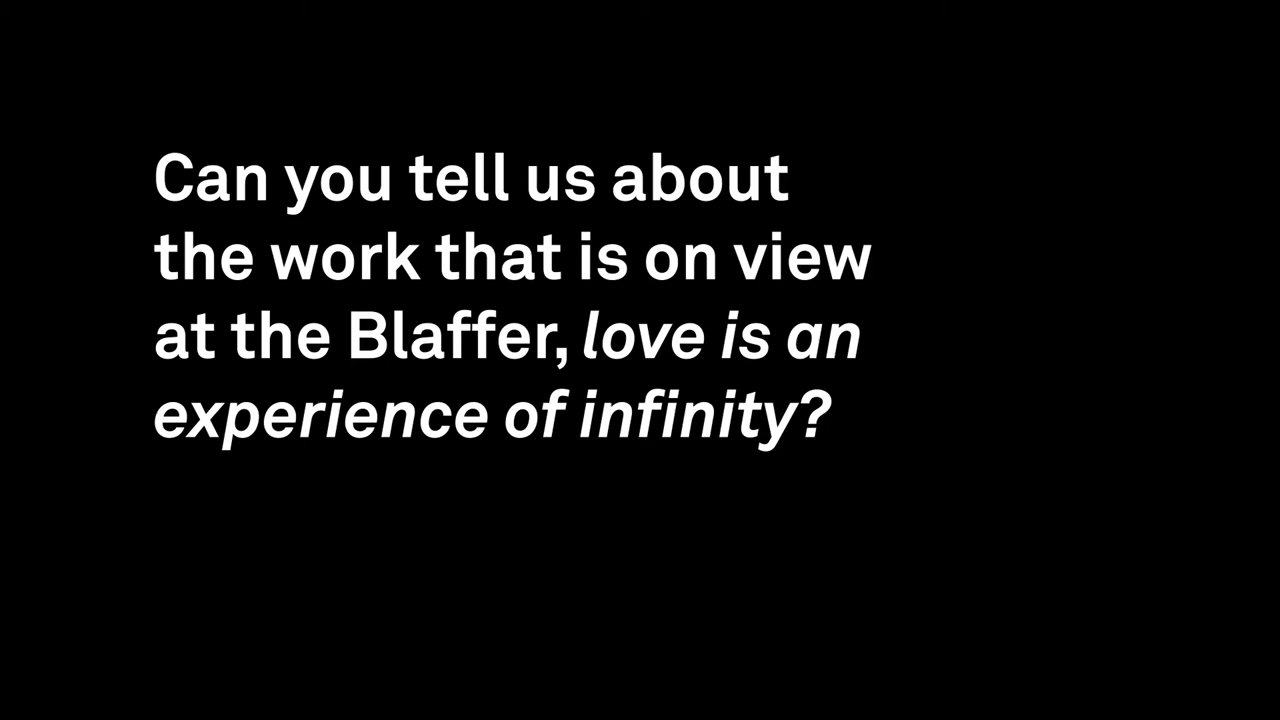 Can you tell us about
the work that is on view
at the Blaffer, love is an
experience of infinity?